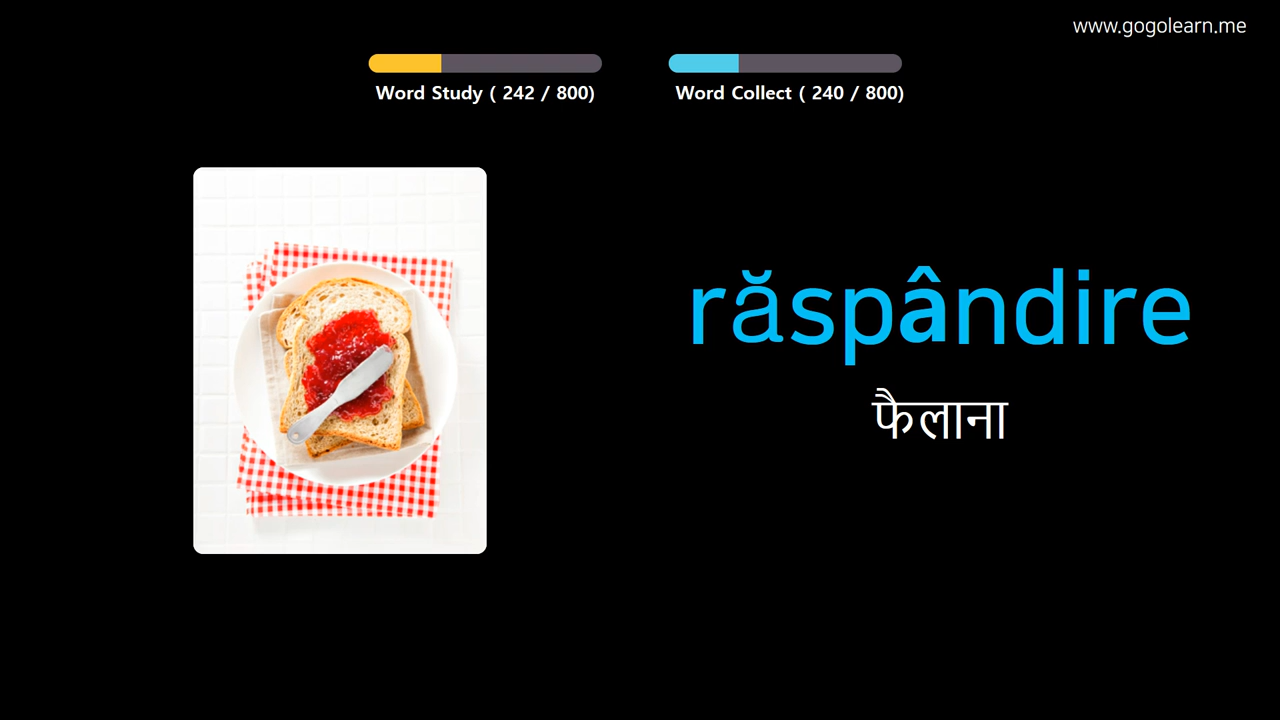 www.gogolearn.me
Word Study ( 242 / 800)
Word Collect ( 240 / 800)
răspândire
फैलाना